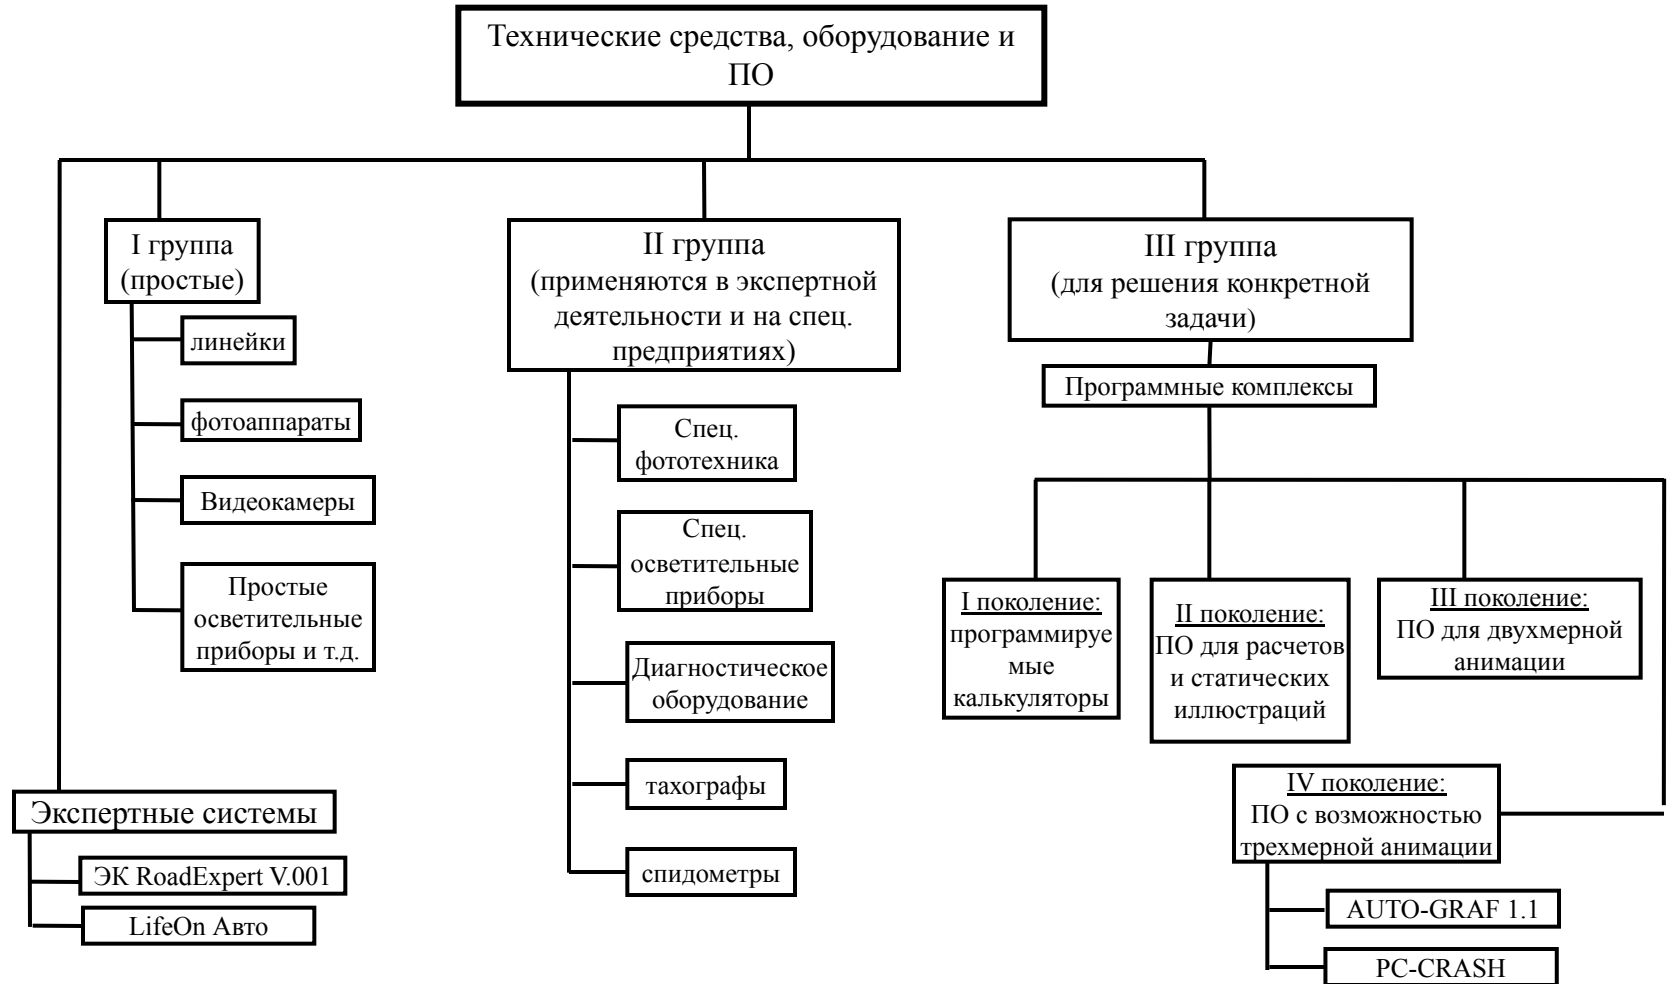 Технические средства, оборудование и
ПО
I группа
(простые)
линейки
фотоаппараты
Видеокамеры
Простые
осветительные
приборы и т.д.
II группа
(применяются в экспертной
деятельности и на спец.
предприятиях)
Спец.
фототехника
Спец.
осветительные
приборы
Диагностическое
оборудование
тахографы
спидометры
III группа
(для решения конкретной
задачи)
Программные комплексы
I поколение:
программируе
мые
калькуляторы
II поколение:
ПО для расчетов
и статических
иллюстраций
III поколение:
ПО для двухмерной
анимации
IV поколение:
ПО с возможностью
трехмерной анимации
AUTO-GRAF 1.1
PC-CRASH
Экспертные системы
ЭК RoadExpert V.001
LifeOn Авто